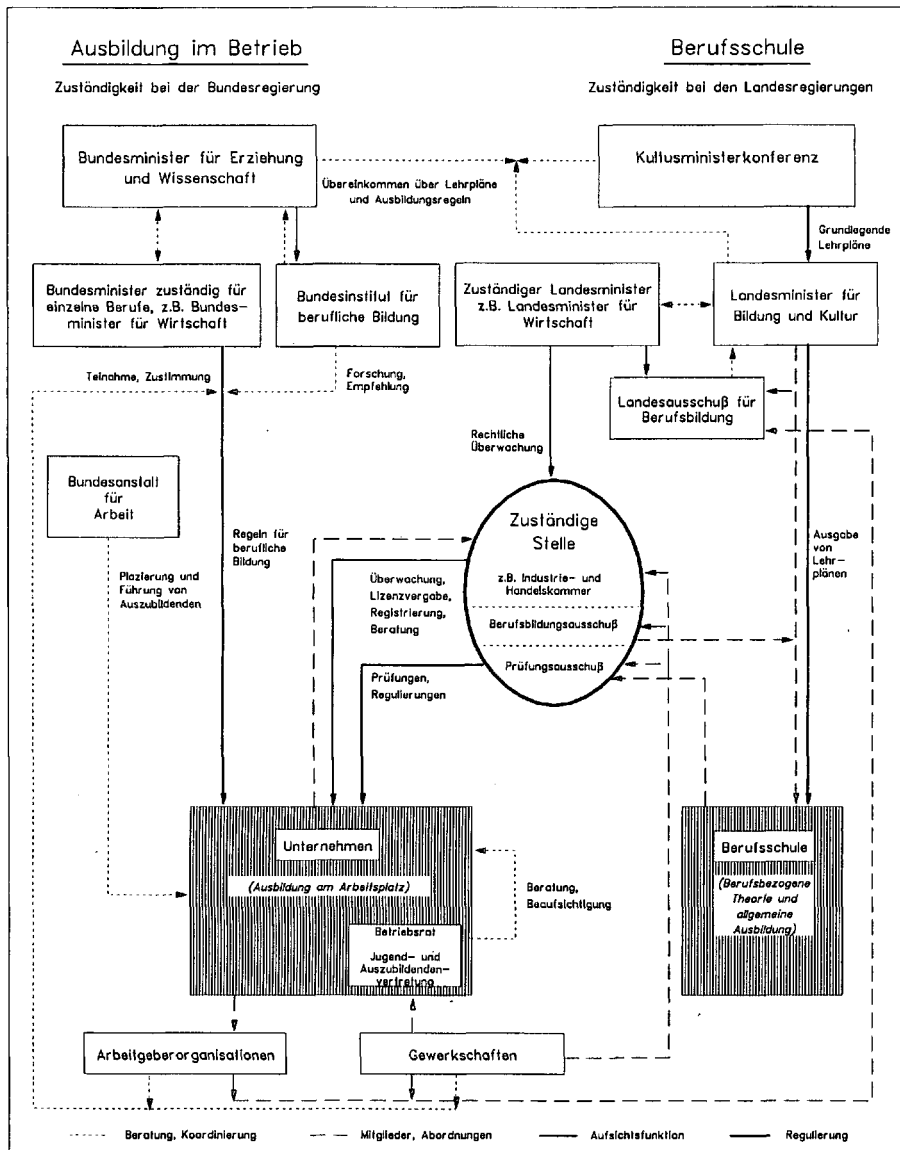 Ausbildung im Betrieb
Zuständigkeit bei der Bundesregierung
Berufsschule
Zuständigkeit bei den Landesregierungen
Bundesminister für Erziehung
und Wissenschaft
Übereinkommen über Lehrpläne
und Ausbildungsregeln
Kultusministerkonferenz
Grundlegende
Lehrpläne
Bundesminister zuständig für
einzelne Berufe, z.B. Bundes-
minister für Wirtschaft
Bundesinstitut für
berufliche Bildung
Zuständiger Landesminister
z.B. Landesminister für
Wirtschaft
Landesminister für
Bildung und Kultur
Teinahme, Zustimmung
Forschung,
Empfehlung
Landesausschuß für
Berufsbildung
Rechtliche
Überwachung
Bundesanstalt
für
Arbeit
Plazierung und
Führung von
Auszubildenden
Regeln für
berufliche
Bildung
Zuständige
Stelle
z.B. Industrie- und
Handelskammer
Berufsbildungsausschuß
Prüfungsausschuß
Überwachung,
Lizenzvergabe,
Registrierung,
Beratung
Prüfungen,
Regulierungen
Ausgabe
von
Lehr-
plänen
Unternehmen
(Ausbildung am Arbeitsplatz)
Betriebsrat
Jugend- und
Auszubildenden-
vertretung
Beratung,
Beaufsichtigung
Berufsschule
(Berufsbezogene
Theorie und
allgemeine
Ausbildung)
Arbeitgeberorganisationen
Gewerkschaften
Beratung, Koordinierung
Mitglieder, Abordnungen
Aufsichtsfunktion
Regulierung